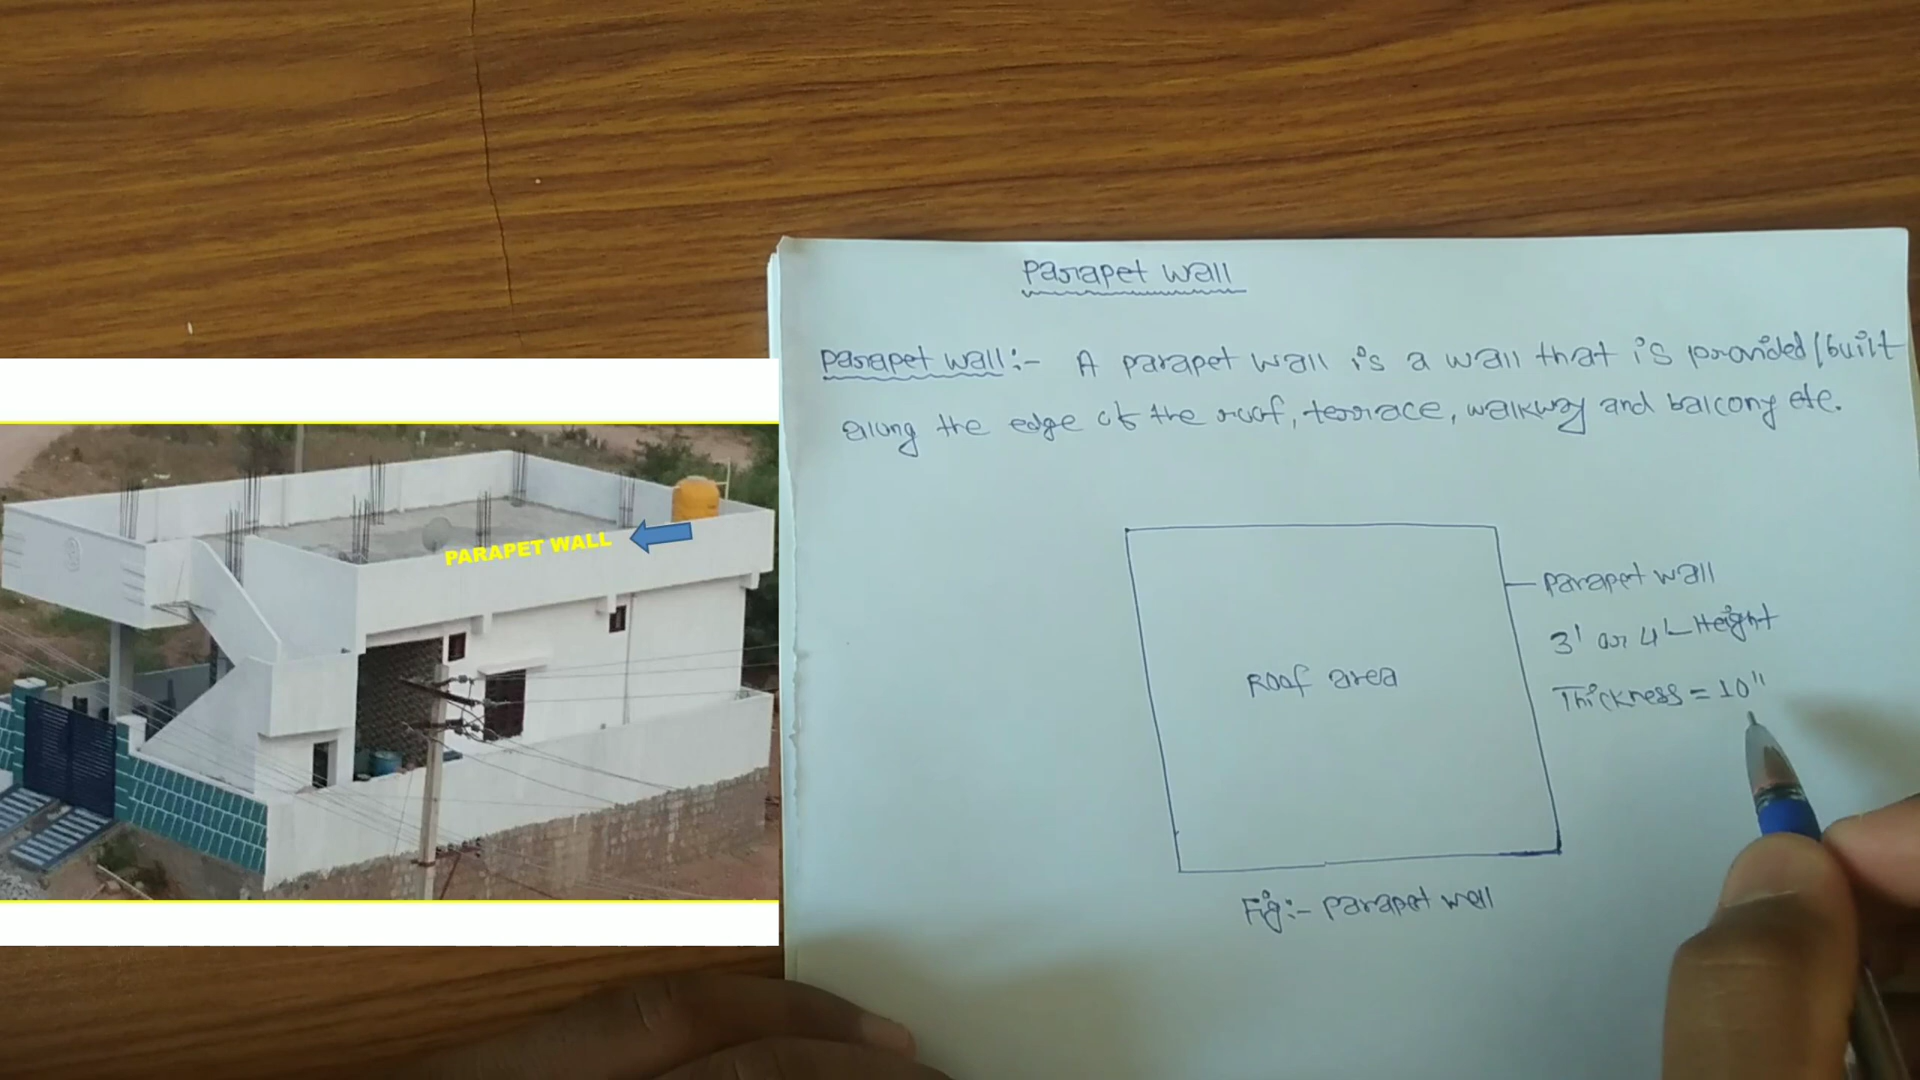 Parapet wall
Parapet wall:- A parapet wall is a wall that is provided/built
along the edge of the roof, terrace, walkway and balcony etc.
PARAPET WALL
Parapet wall
3' or 4' Height
Roof area
Thickness = 10"
Fig:- Parapet wall